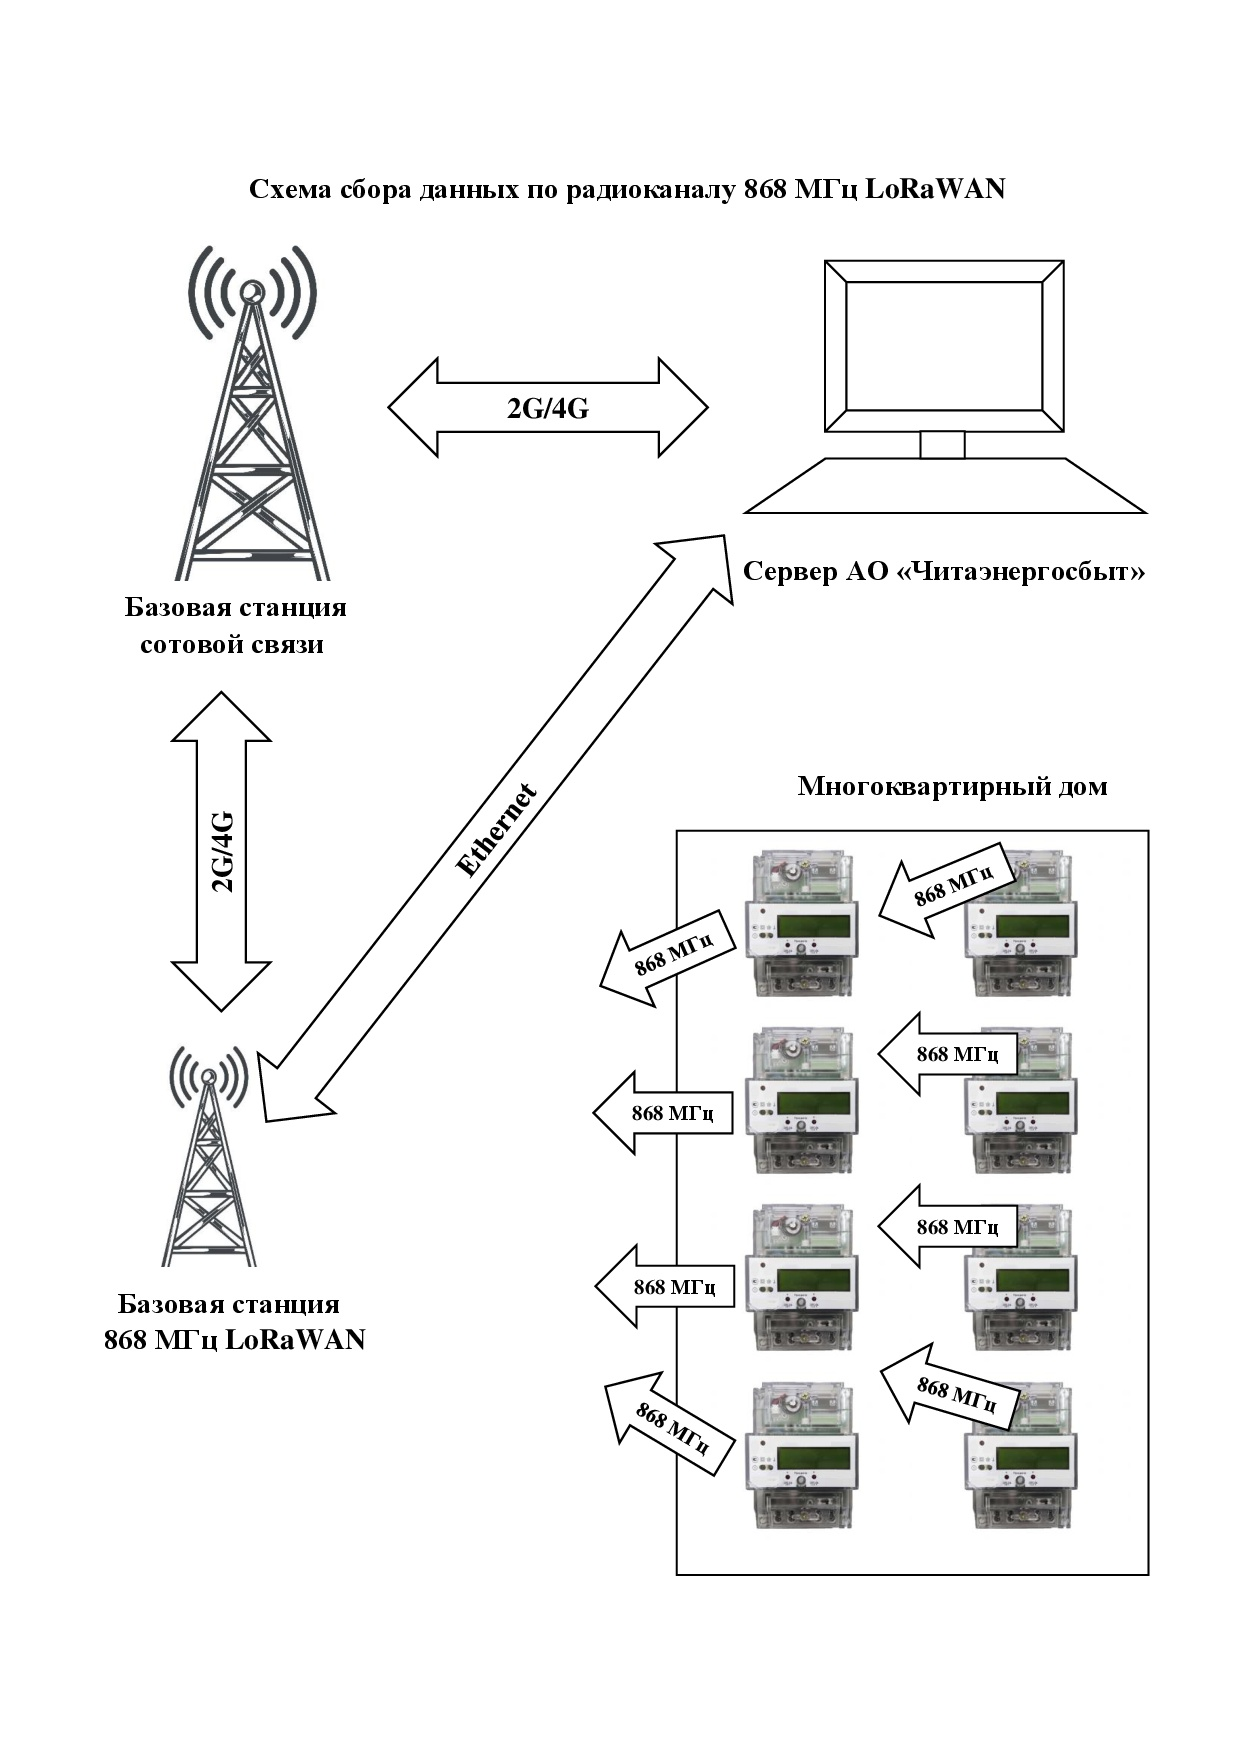 Схема сбора данных по радиоканалу 868 МГц LoRaWAN
2G/4G
Сервер АО «Читаэнергосбыт»
Базовая станция
сотовой связи
2G/4G
Ethernet
Многоквартирный дом
868 МГц
868 МГц
868 МГц
868 МГц
868 МГц
868 МГц
868 МГц
868 МГц
Базовая станция
868 МГц LoRaWAN